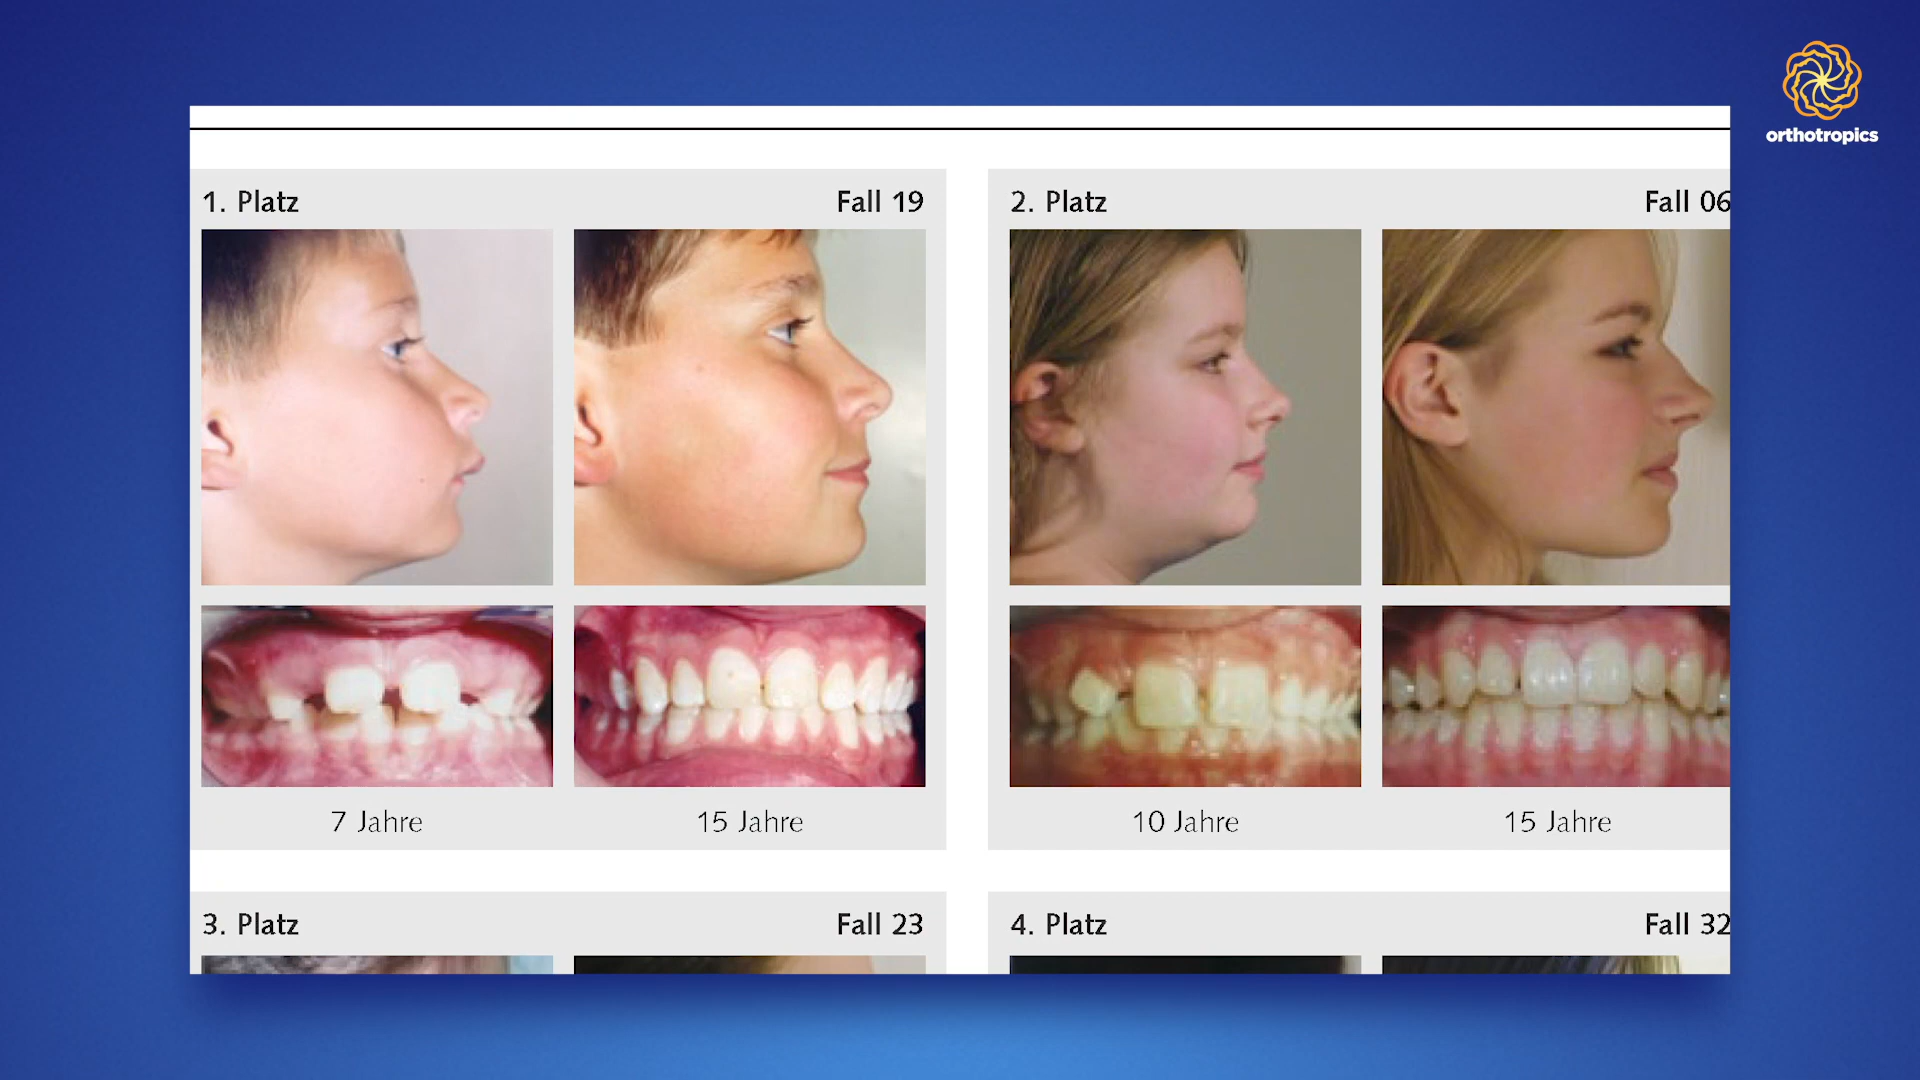 orthotropics
1. Platz
Fall 19
2. Platz
Fall 06
7 Jahre
15 Jahre
10 Jahre
15 Jahre
3. Platz
Fall 23
4. Platz
Fall 32